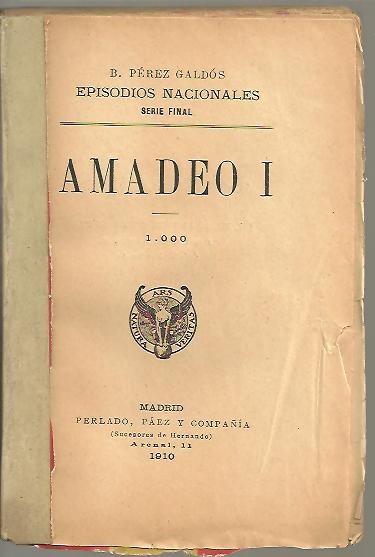 B. PÉREZ GALDÓS
EPISODIOS NACIONALES
SERIE FINAL
AMADEO I
1.000
ARS
NATURA
VERITAS
MADRID
PERLADO, PÁEZ Y COMPAÑÍA
(Sucesores de Hernando)
Arenal, 11
1910